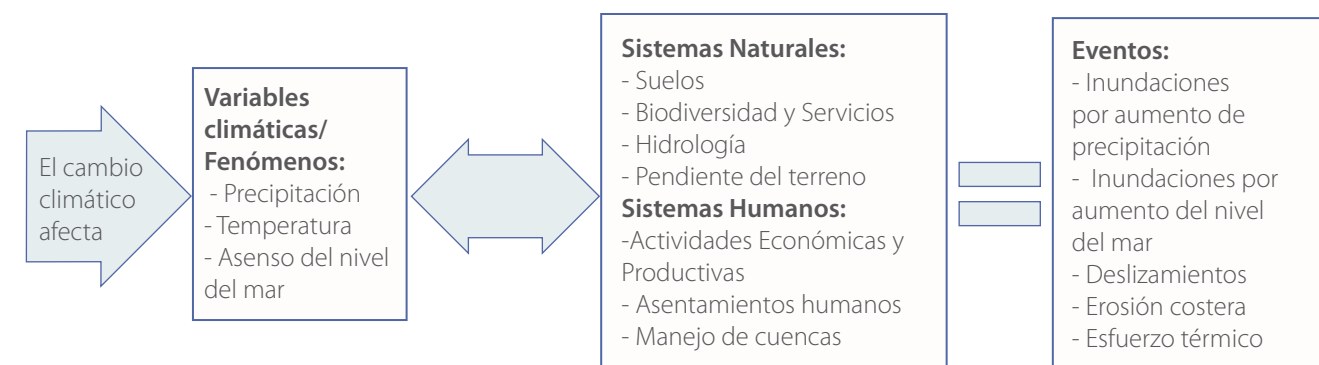 El cambio
climático
afecta
Variables
climáticas/
Fenómenos:
- Precipitación
- Temperatura
- Asenso del nivel
del mar
Sistemas Naturales:
- Suelos
- Biodiversidad y Servicios
- Hidrología
- Pendiente del terreno
Sistemas Humanos:
-Actividades Económicas y
Productivas
- Asentamientos humanos
- Manejo de cuencas
Eventos:
- Inundaciones
por aumento de
precipitación
- Inundaciones por
aumento del nivel
del mar
- Deslizamientos
- Erosión costera
- Esfuerzo térmico